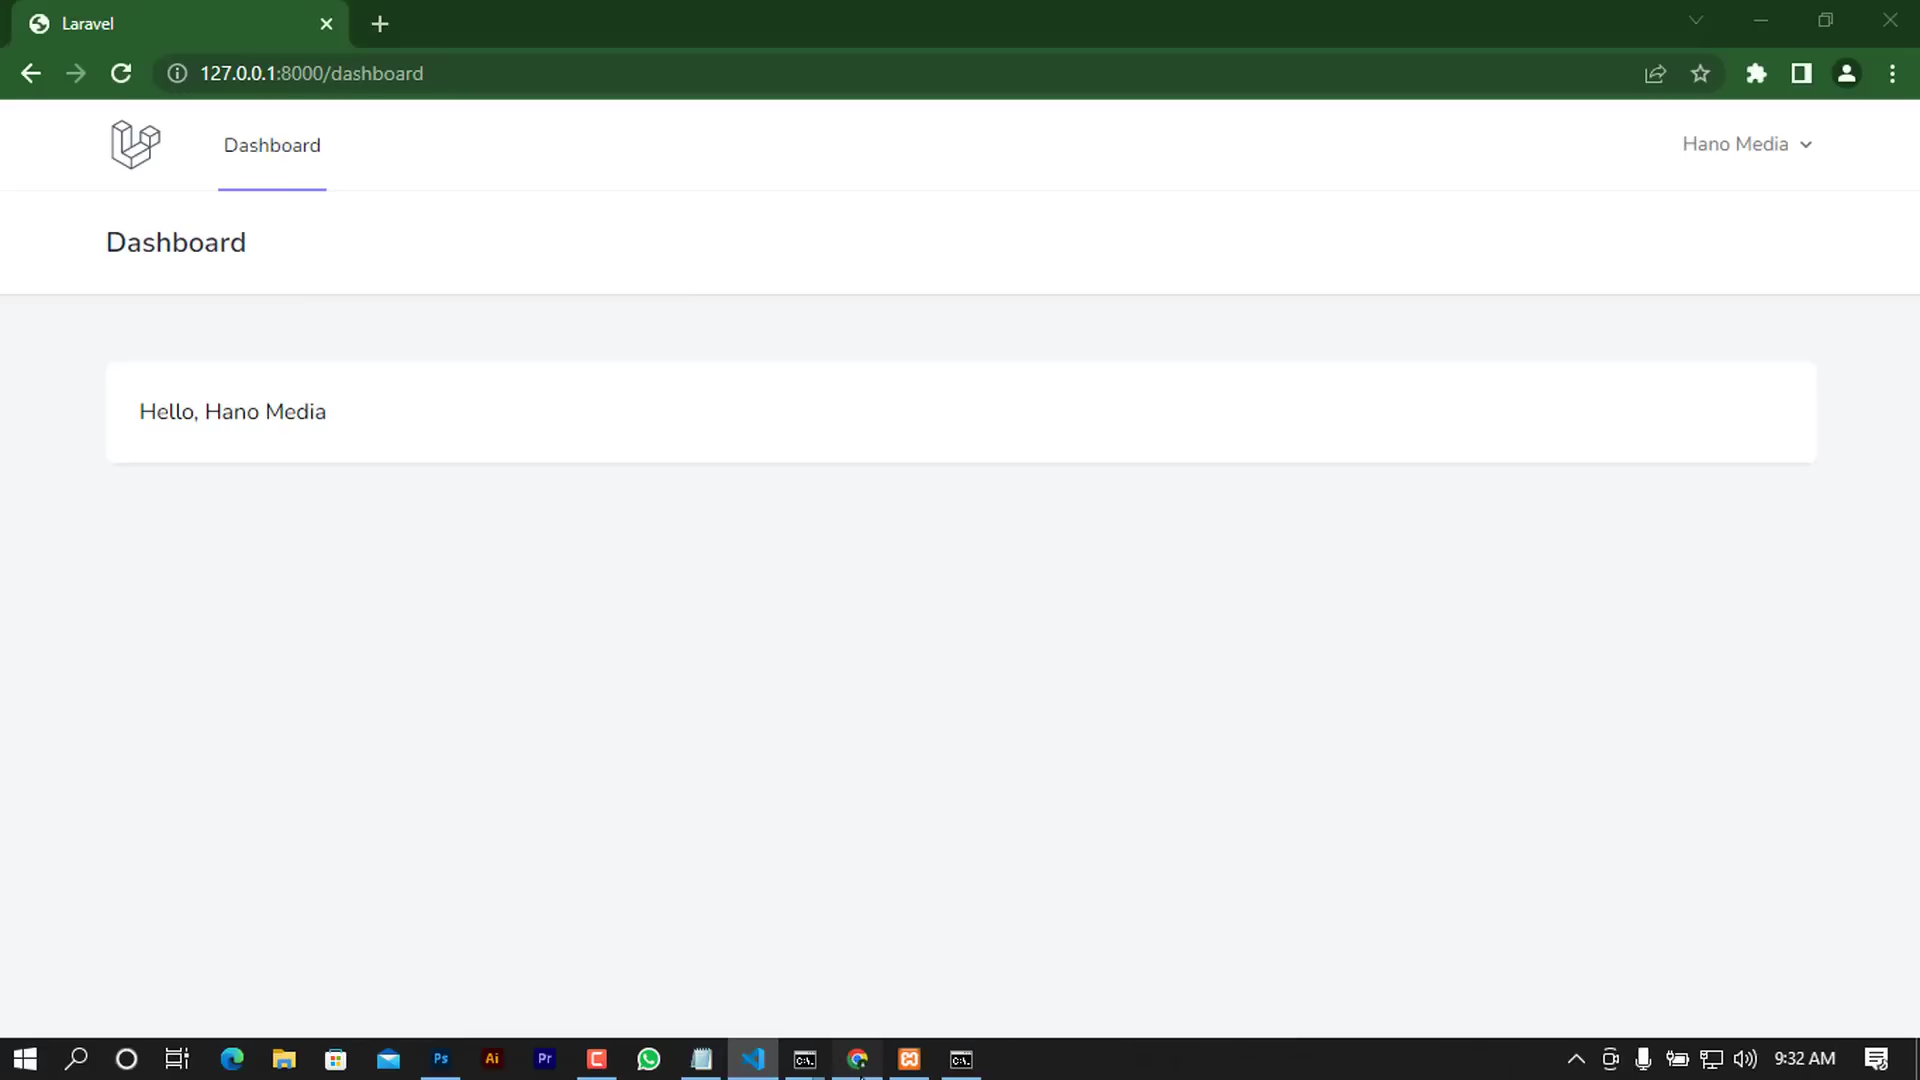 Laravel
127.0.0.1:8000/dashboard
Dashboard
Hano Media
Dashboard
Hello, Hano Media
Ps
Ai
Pr
9:32 AM